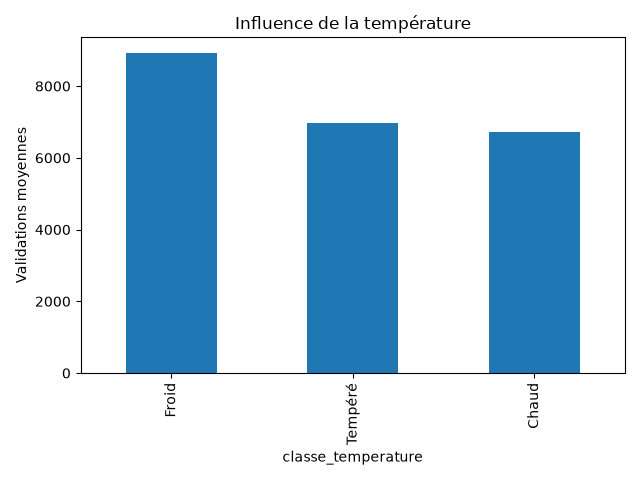 Influence de la température
Validations moyennes
8000
6000
4000
2000
0
Froid
Tempéré
Chaud
classe_temperature